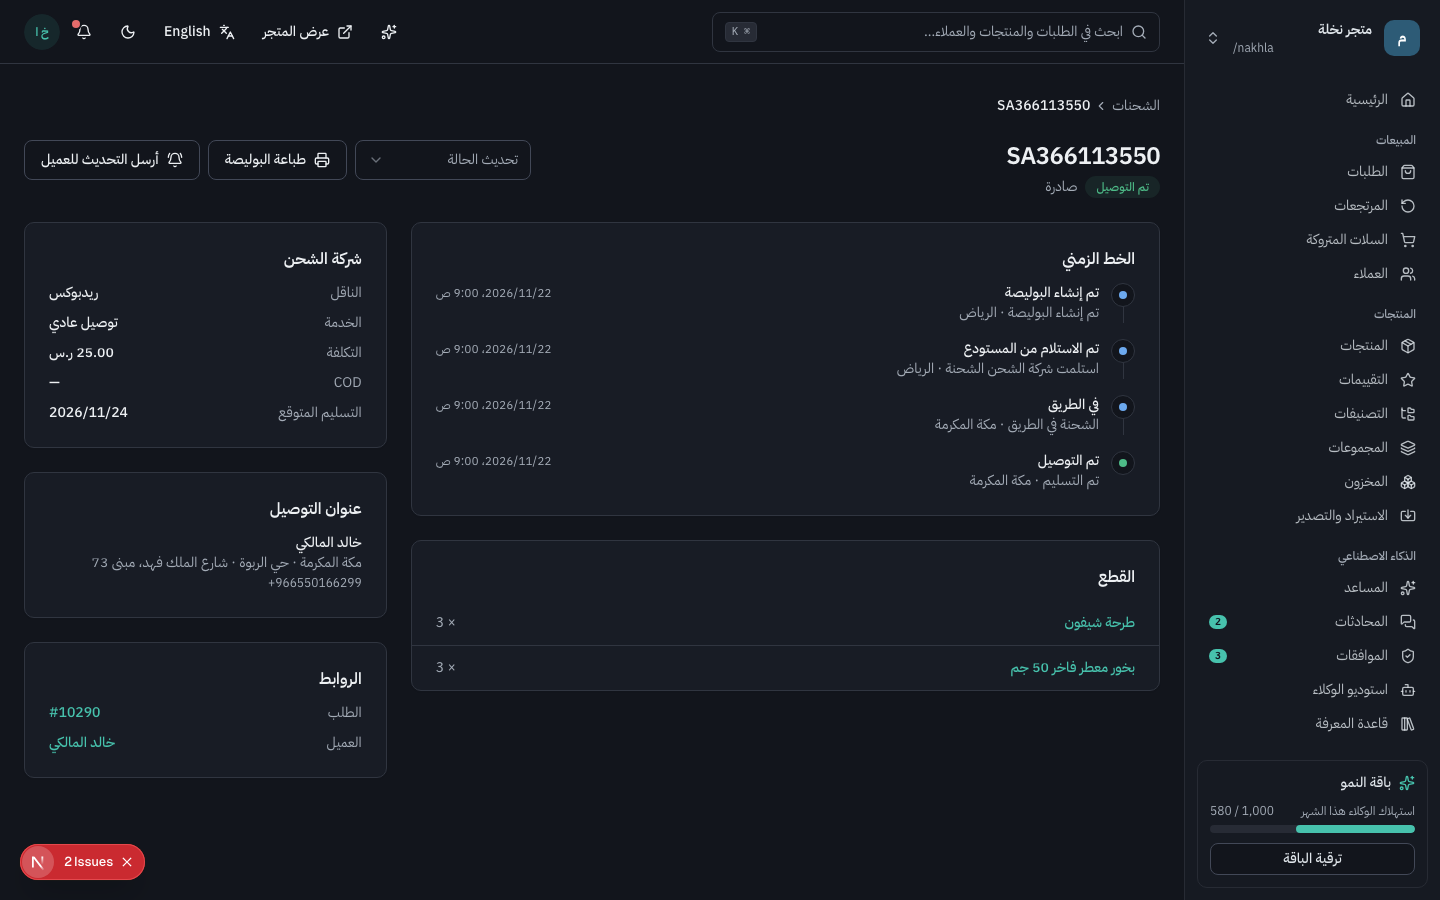 م
متجر نخلة
/nakhla
الرئيسية
المبيعات
الطلبات
المرتجعات
السلات المتروكة
العملاء
المنتجات
المنتجات
التقييمات
التصنيفات
المجموعات
المخزون
الاستيراد والتصدير
الذكاء الاصطناعي
المساعد
المحادثات 2
الموافقات 3
استوديو الوكلاء
قاعدة المعرفة
باقة النمو
استهلاك الوكلاء هذا الشهر 580 / 1,000
ترقية الباقة
ابحث في الطلبات والمنتجات والعملاء... ⌘ K
عرض المتجر
English
خ ا
الشحنات › SA366113550
SA366113550
تم التوصيل صادرة
تحديث الحالة
طباعة البوليصة
أرسل التحديث للعميل
الخط الزمني
تم إنشاء البوليصة 2026/11/22، 9:00 ص
تم إنشاء البوليصة · الرياض
تم الاستلام من المستودع 2026/11/22، 9:00 ص
استلمت شركة الشحن الشحنة · الرياض
في الطريق 2026/11/22، 9:00 ص
الشحنة في الطريق · مكة المكرمة
تم التوصيل 2026/11/22، 9:00 ص
تم التسليم · مكة المكرمة
القطع
طرحة شيفون × 3
بخور معطر فاخر 50 جم × 3
شركة الشحن
الناقل ريدبوكس
الخدمة توصيل عادي
التكلفة 25.00 ر.س
COD —
التسليم المتوقع 2026/11/24
عنوان التوصيل
خالد المالكي
مكة المكرمة · حي الربوة · شارع الملك فهد، مبنى 73
+966550166299
الروابط
الطلب #10290
العميل خالد المالكي
N 2 Issues